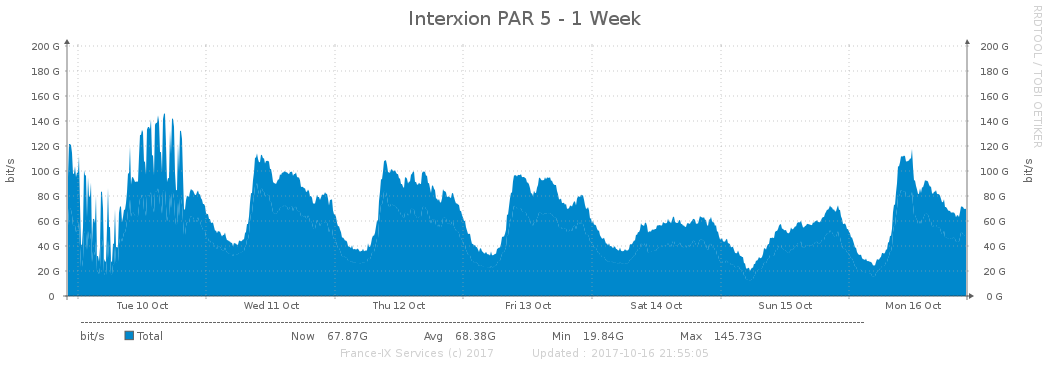 Interxion PAR 5 - 1 Week
RRDTOOL / TOBI OETIKER
200 G 200 G
180 G 180 G
160 G 160 G
140 G 140 G
120 G 120 G
100 G 100 G
80 G 80 G
60 G 60 G
40 G 40 G
20 G 20 G
0 0 G
bit/s bit/s
Tue 10 Oct Wed 11 Oct Thu 12 Oct Fri 13 Oct Sat 14 Oct Sun 15 Oct Mon 16 Oct
bit/s Total Now 67.87G Avg 68.38G Min 19.84G Max 145.73G
France-IX Services (c) 2017 Updated : 2017-10-16 21:55:05